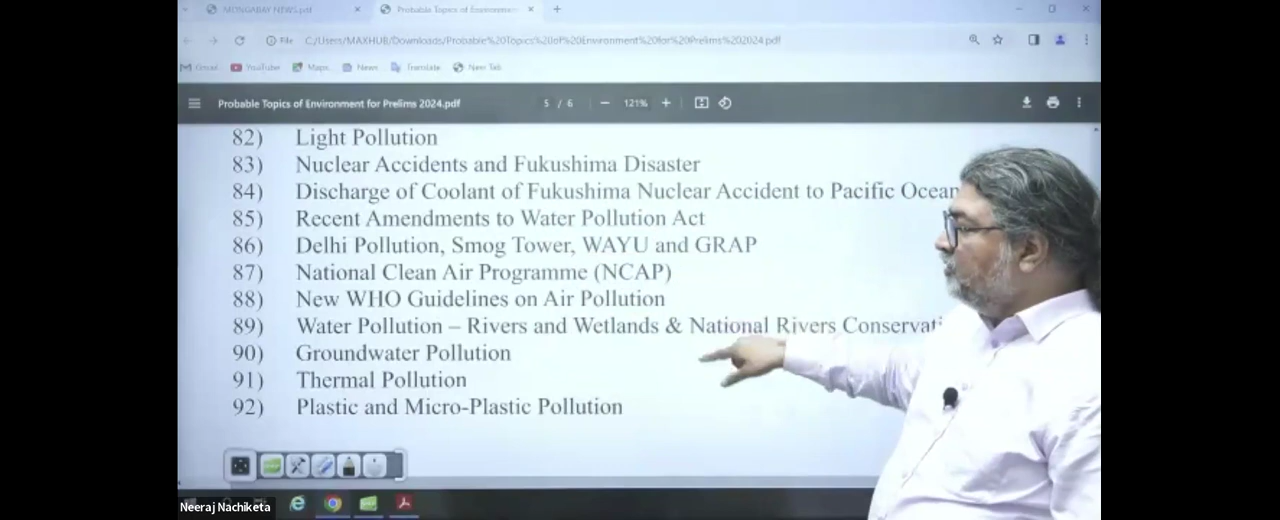 MONGABAY NEWS.pdf
Probable Topics of Environmen
File
C:/Users/MAXHUB/Downloads/Probable%20Topics%20of%20Environment%20for%20Prelims%202024.pdf
Gmail YouTube Maps News Translate New Tab
Probable Topics of Environment for Prelims 2024.pdf
5 / 6
121%
82) Light Pollution
83) Nuclear Accidents and Fukushima Disaster
84) Discharge of Coolant of Fukushima Nuclear Accident to Pacific Ocean
85) Recent Amendments to Water Pollution Act
86) Delhi Pollution, Smog Tower, WAYU and GRAP
87) National Clean Air Programme (NCAP)
88) New WHO Guidelines on Air Pollution
89) Water Pollution – Rivers and Wetlands & National Rivers Conservati
90) Groundwater Pollution
91) Thermal Pollution
92) Plastic and Micro-Plastic Pollution
Neeraj Nachiketa